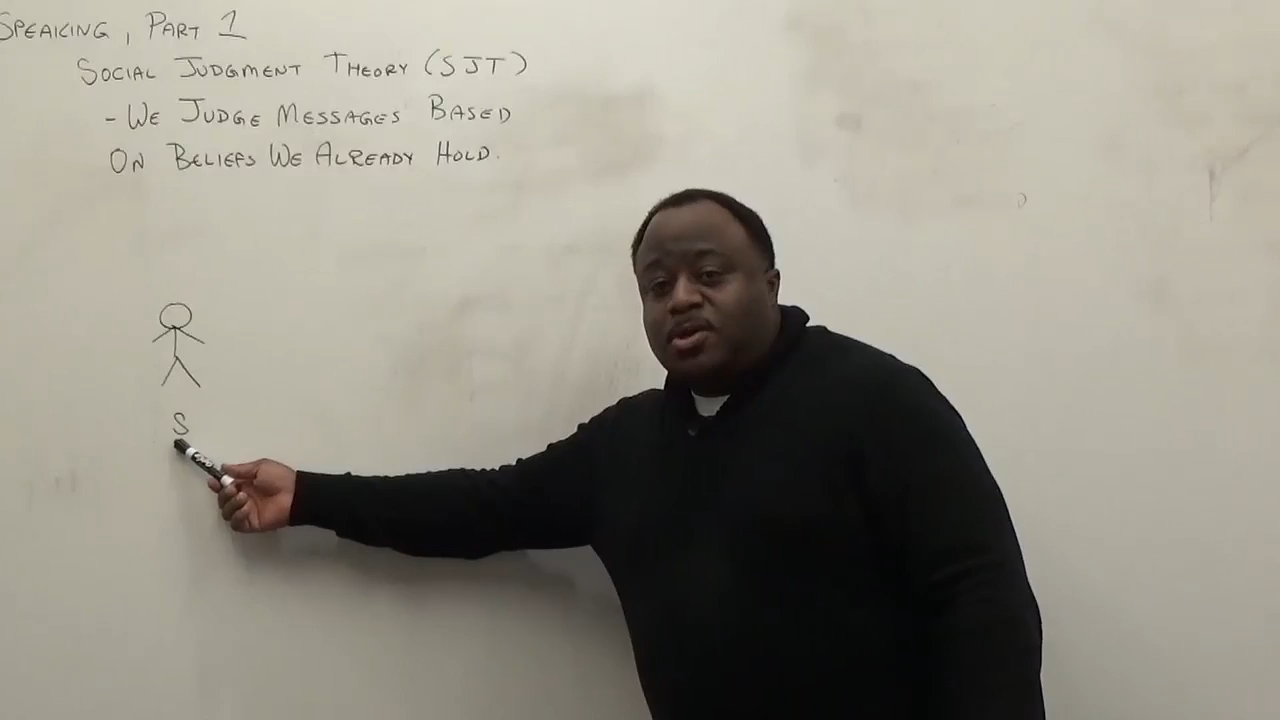 Speaking, Part 1
Social Judgment Theory (SJT)
- We Judge Messages Based
On Beliefs We Already Hold.
S